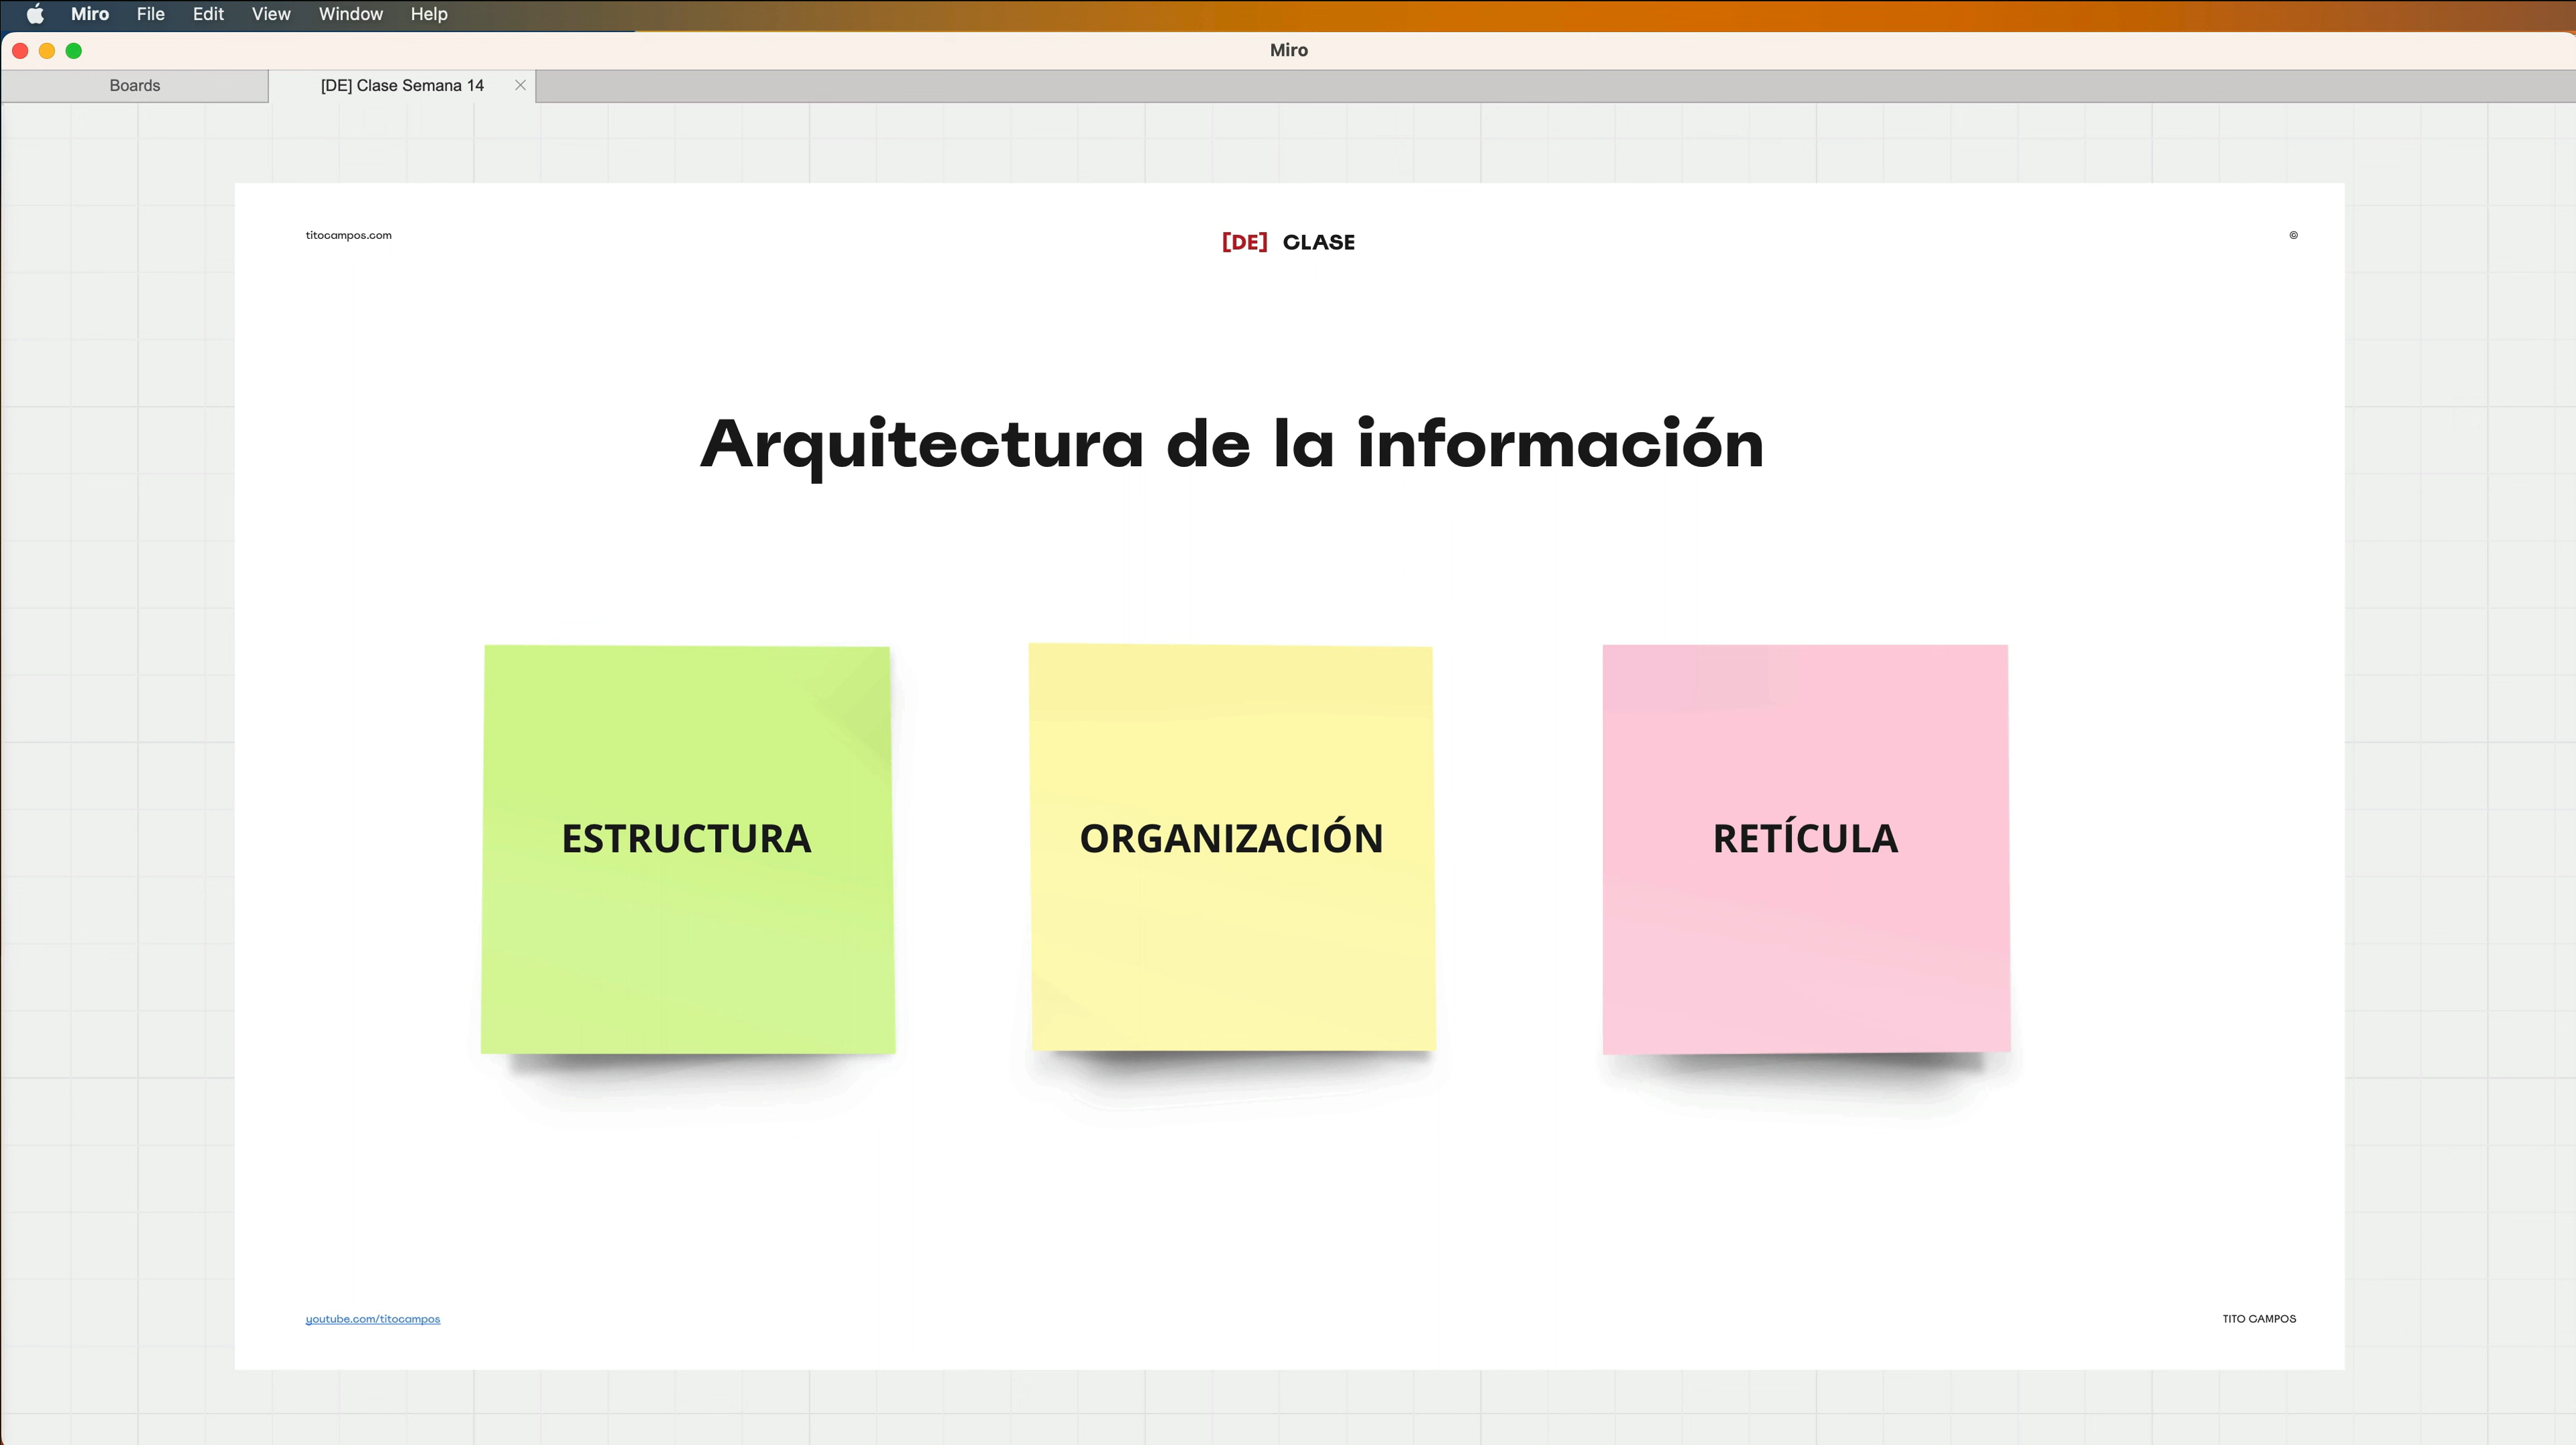 Miro File Edit View Window Help
Miro
Boards [DE] Clase Semana 14
titocampos.com [DE] CLASE ©
Arquitectura de la información
ESTRUCTURA ORGANIZACIÓN RETÍCULA
youtube.com/titocampos TITO CAMPOS